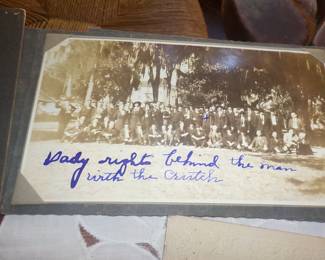 Dady right behind the man
with the Crutch